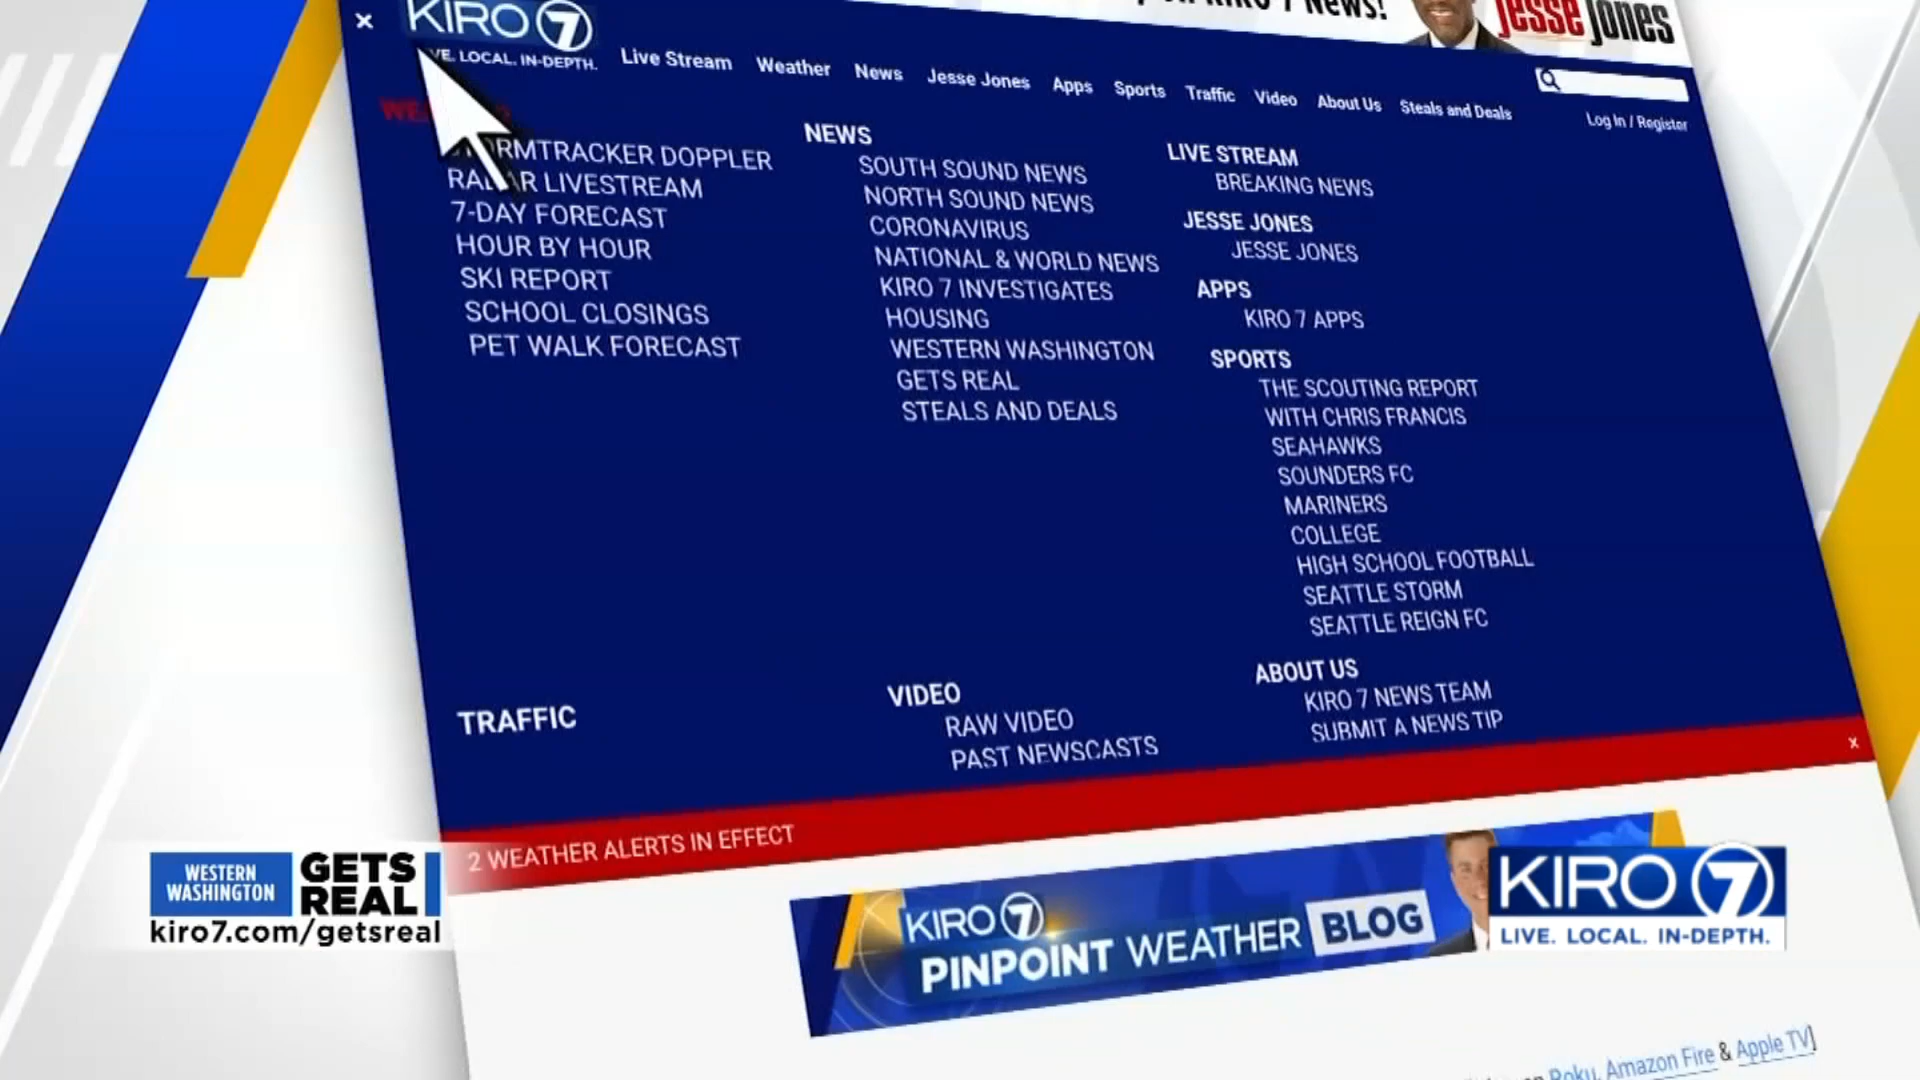 × KIRO 7
LIVE. LOCAL. IN-DEPTH.
KIRO 7 News!
Jesse Jones
Live Stream Weather News Jesse Jones Apps Sports Traffic Video About Us Steals and Deals
Log In / Register
STORMTRACKER DOPPLER
RADAR LIVESTREAM
7-DAY FORECAST
HOUR BY HOUR
SKI REPORT
SCHOOL CLOSINGS
PET WALK FORECAST
NEWS
SOUTH SOUND NEWS
NORTH SOUND NEWS
CORONAVIRUS
NATIONAL & WORLD NEWS
KIRO 7 INVESTIGATES
HOUSING
WESTERN WASHINGTON
GETS REAL
STEALS AND DEALS
LIVE STREAM
BREAKING NEWS
JESSE JONES
JESSE JONES
APPS
KIRO 7 APPS
SPORTS
THE SCOUTING REPORT
WITH CHRIS FRANCIS
SEAHAWKS
SOUNDERS FC
MARINERS
COLLEGE
HIGH SCHOOL FOOTBALL
SEATTLE STORM
SEATTLE REIGN FC
TRAFFIC
VIDEO
RAW VIDEO
PAST NEWSCASTS
ABOUT US
KIRO 7 NEWS TEAM
SUBMIT A NEWS TIP
2 WEATHER ALERTS IN EFFECT x
KIRO 7
PINPOINT WEATHER BLOG
Roku, Amazon Fire & Apple TV]
WESTERN
WASHINGTON
GETS
REAL
kiro7.com/getsreal
KIRO 7
LIVE. LOCAL. IN-DEPTH.